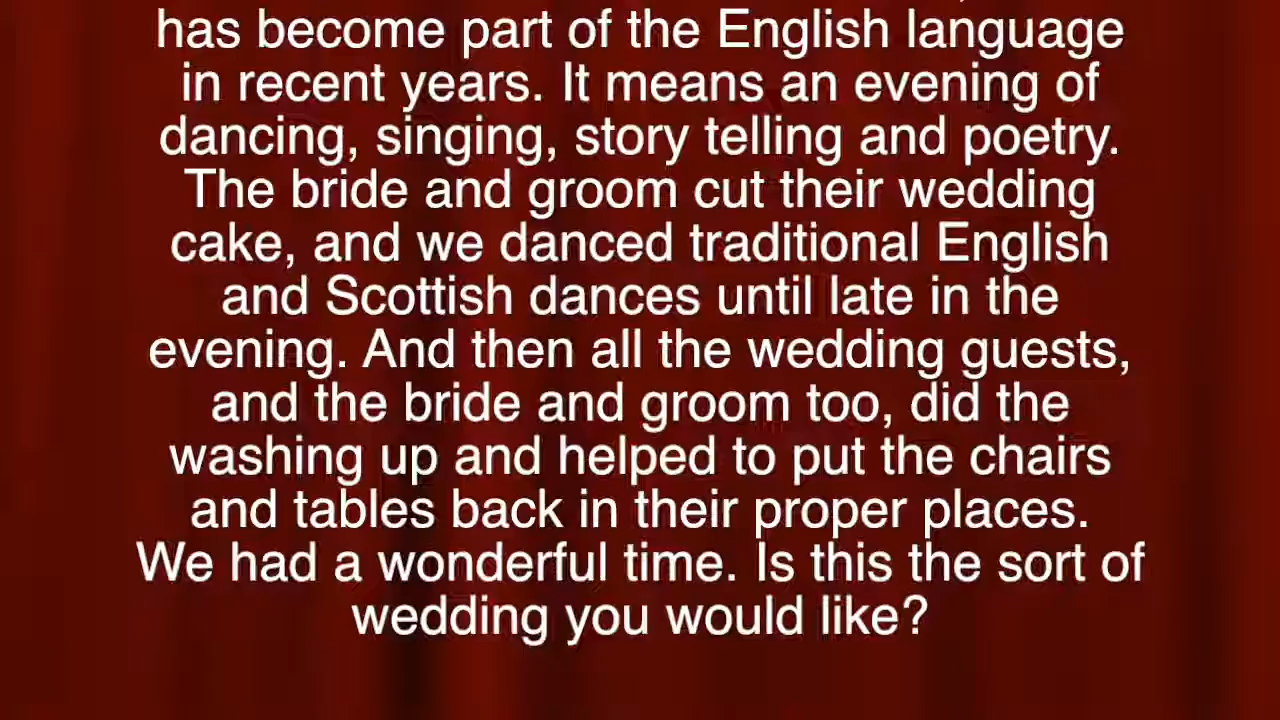 has become part of the English language
in recent years. It means an evening of
dancing, singing, story telling and poetry.
The bride and groom cut their wedding
cake, and we danced traditional English
and Scottish dances until late in the
evening. And then all the wedding guests,
and the bride and groom too, did the
washing up and helped to put the chairs
and tables back in their proper places.
We had a wonderful time. Is this the sort of
wedding you would like?